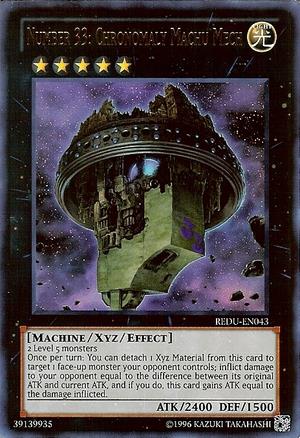 NUMBER 33: CHRONOMALY MACHU MECH
LIGHT
光
33
REDU-EN043
[MACHINE/XYZ/EFFECT]
2 Level 5 monsters
Once per turn: You can detach 1 Xyz Material from this card to
target 1 face-up monster your opponent controls; inflict damage
to your opponent equal to the difference between its original
ATK and current ATK, and if you do, this card gains ATK equal to
the damage inflicted.
ATK/2400 DEF/1500
39139935
©1996 KAZUKI TAKAHASHI